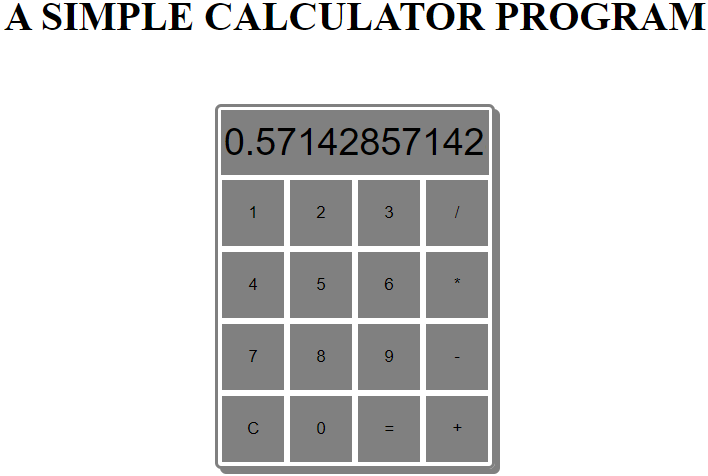 A SIMPLE CALCULATOR PROGRAM
0.57142857142
1 2 3 /
4 5 6 *
7 8 9 -
C 0 = +